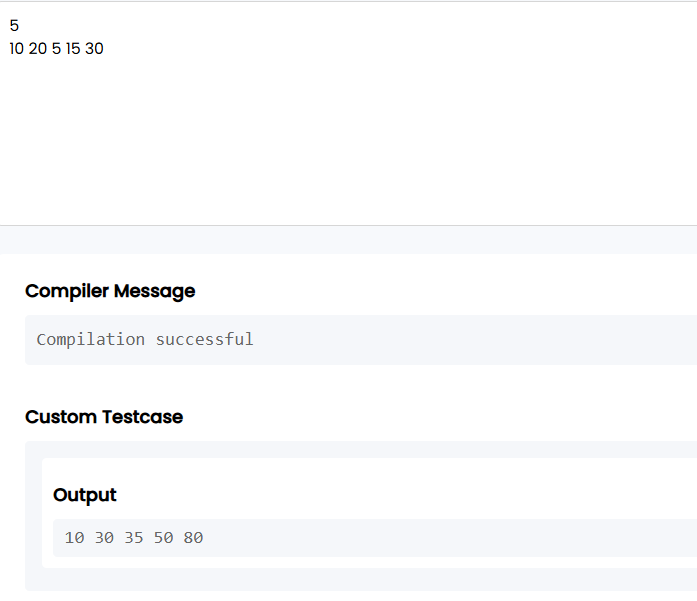 5
10 20 5 15 30
Compiler Message
Compilation successful
Custom Testcase
Output
10 30 35 50 80